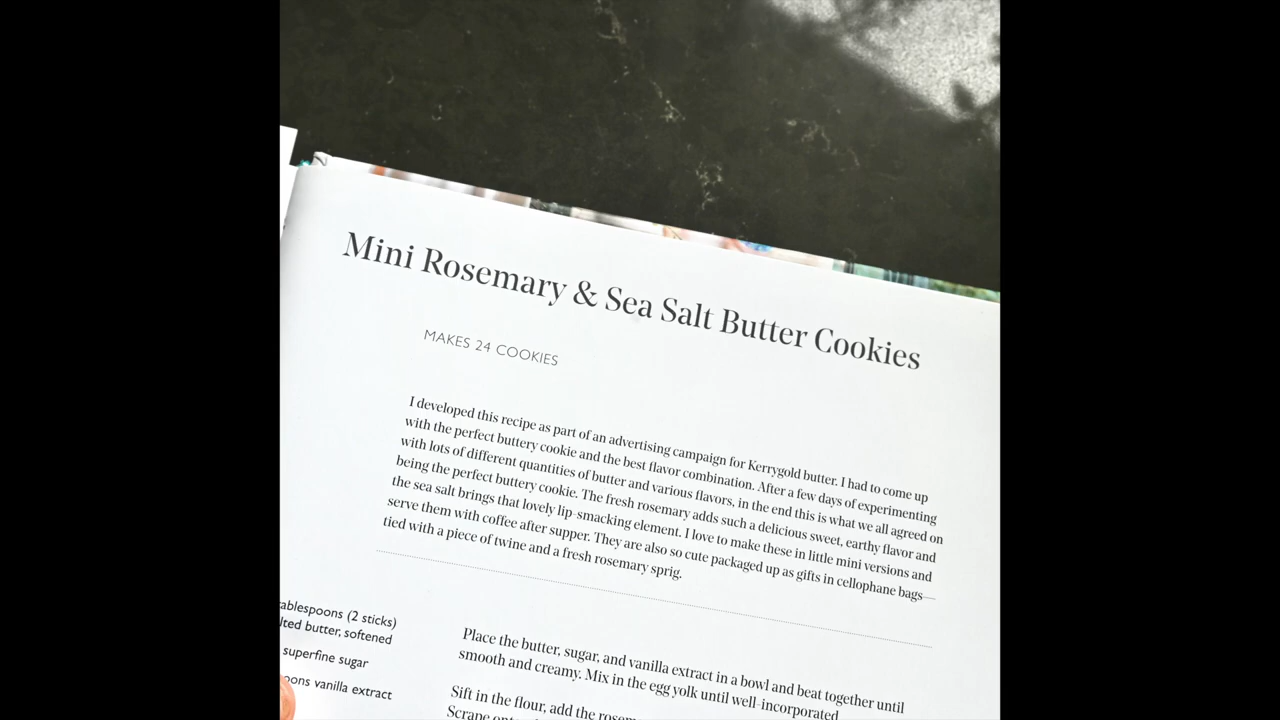 Mini Rosemary & Sea Salt Butter Cookies
MAKES 24 COOKIES
I developed this recipe as part of an advertising campaign for Kerrygold butter. I had to come up
with the perfect buttery cookie and the best flavor combination. After a few days of experimenting
with lots of different quantities of butter and various flavors, in the end this is what we all agreed on
being the perfect buttery cookie. The fresh rosemary adds such a delicious sweet, earthy flavor and
the sea salt brings that lovely lip-smacking element. I love to make these in little mini versions and
serve them with coffee after supper. They are also so cute packaged up as gifts in cellophane bags—
tied with a piece of twine and a fresh rosemary sprig.
ablespoons (2 sticks)
lted butter, softened
superfine sugar
oons vanilla extract
Place the butter, sugar, and vanilla extract in a bowl and beat together until
smooth and creamy. Mix in the egg yolk until well-incorporated
Sift in the flour, add the rosem
Scrape